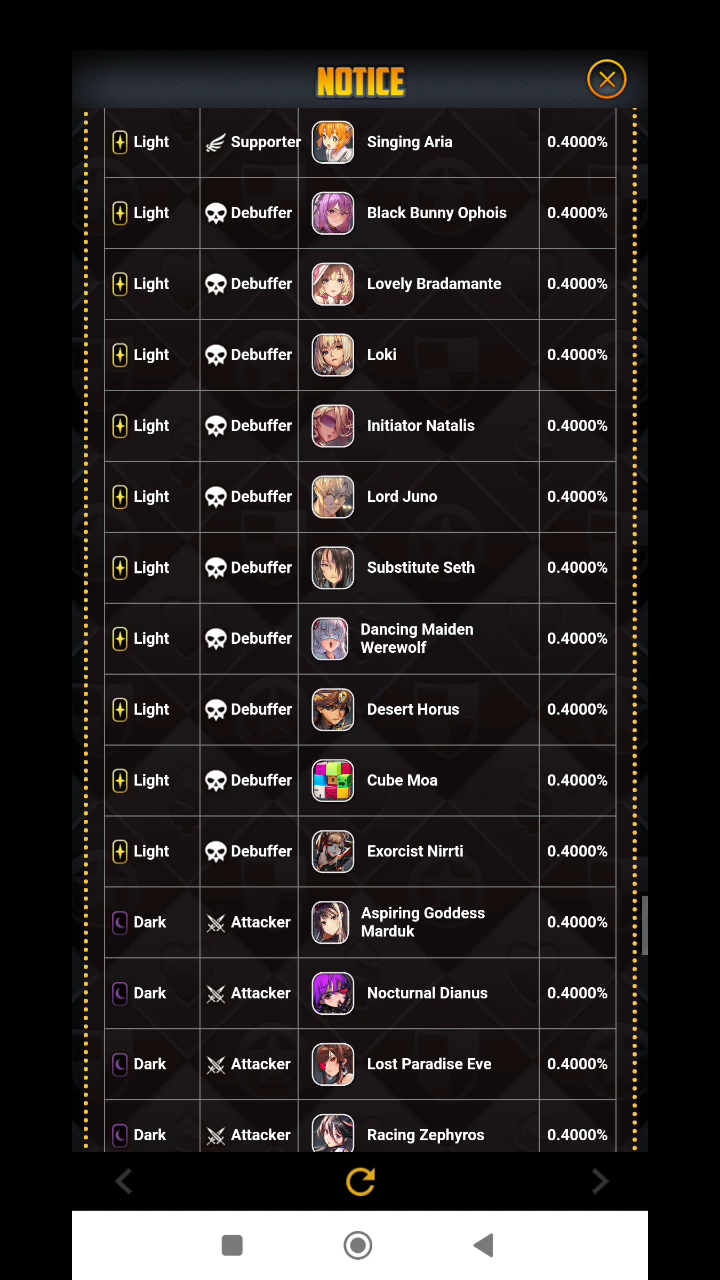 NOTICE
Light Supporter Singing Aria 0.4000%
Light Debuffer Black Bunny Ophois 0.4000%
Light Debuffer Lovely Bradamante 0.4000%
Light Debuffer Loki 0.4000%
Light Debuffer Initiator Natalis 0.4000%
Light Debuffer Lord Juno 0.4000%
Light Debuffer Substitute Seth 0.4000%
Light Debuffer Dancing Maiden
Werewolf 0.4000%
Light Debuffer Desert Horus 0.4000%
Light Debuffer Cube Moa 0.4000%
Light Debuffer Exorcist Nirrti 0.4000%
Dark Attacker Aspiring Goddess
Marduk 0.4000%
Dark Attacker Nocturnal Dianus 0.4000%
Dark Attacker Lost Paradise Eve 0.4000%
Dark Attacker Racing Zephyros 0.4000%